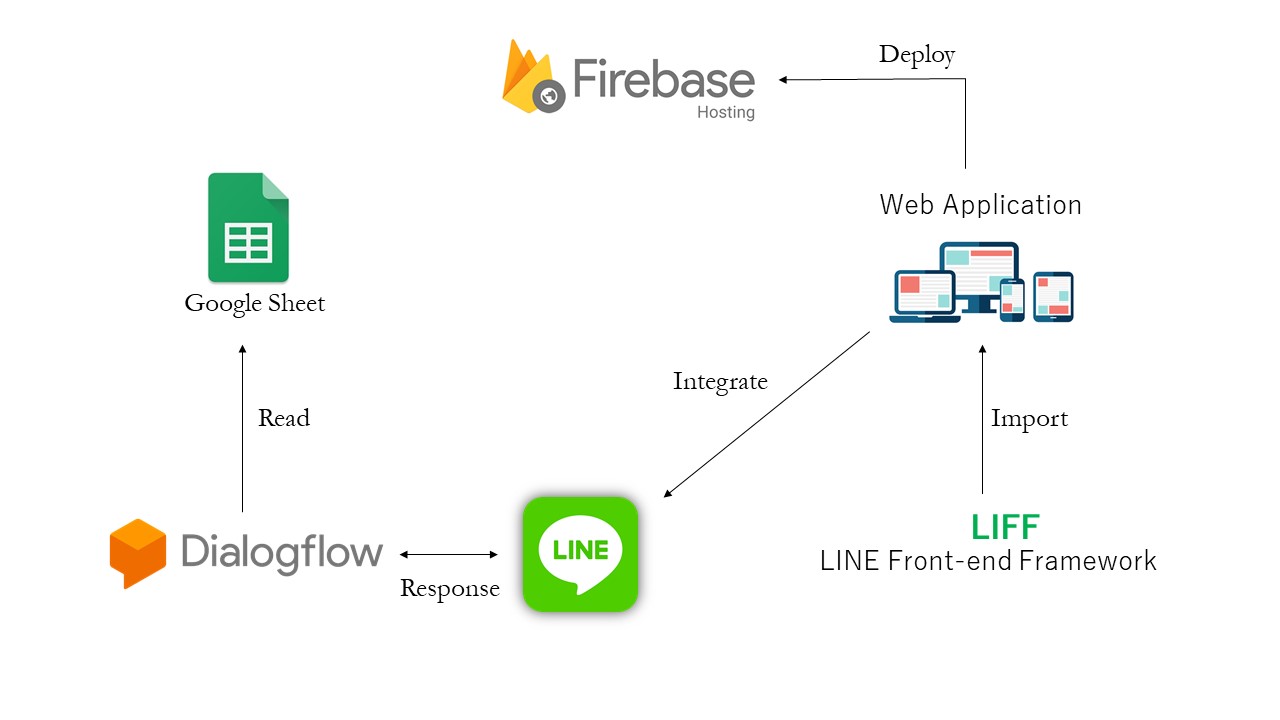 Deploy
Firebase
Hosting
Web Application
Google Sheet
Integrate
Read
Import
LIFF
LINE Front-end Framework
Dialogflow
Response
LINE